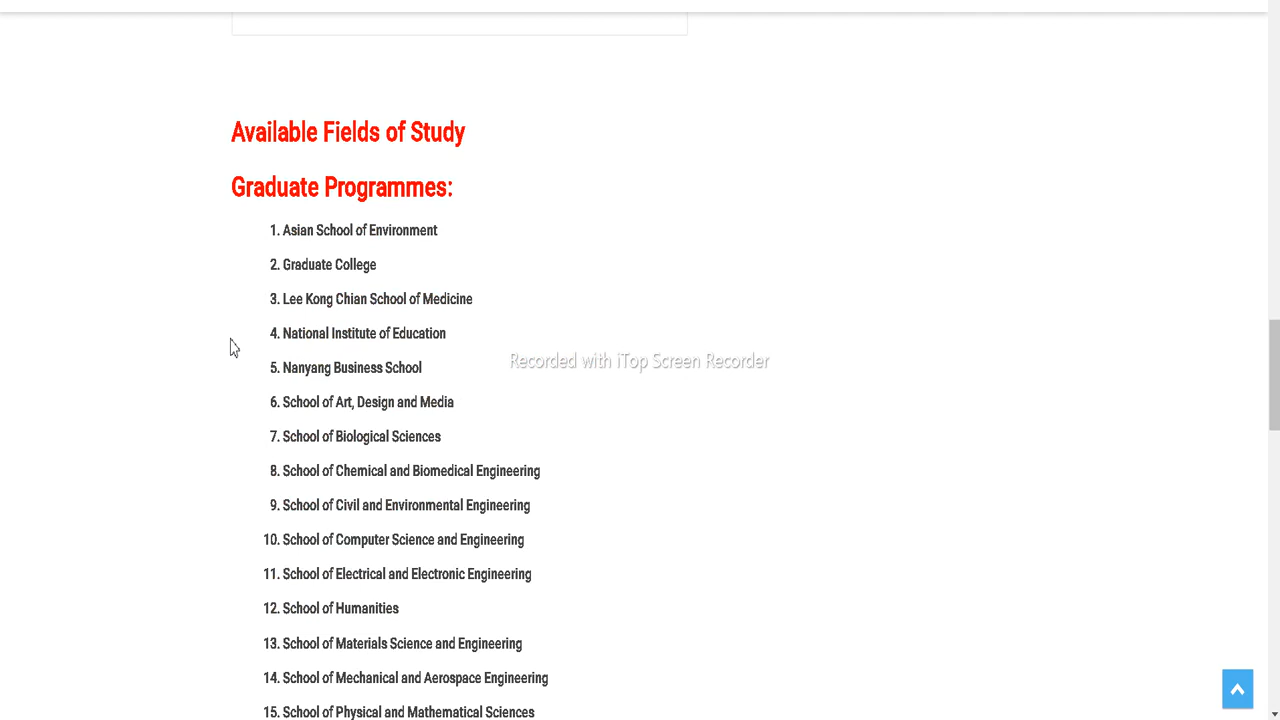 Available Fields of Study
Graduate Programmes:
1. Asian School of Environment
2. Graduate College
3. Lee Kong Chian School of Medicine
4. National Institute of Education
Recorded with iTop Screen Recorder
5. Nanyang Business School
6. School of Art, Design and Media
7. School of Biological Sciences
8. School of Chemical and Biomedical Engineering
9. School of Civil and Environmental Engineering
10. School of Computer Science and Engineering
11. School of Electrical and Electronic Engineering
12. School of Humanities
13. School of Materials Science and Engineering
14. School of Mechanical and Aerospace Engineering
15. School of Physical and Mathematical Sciences